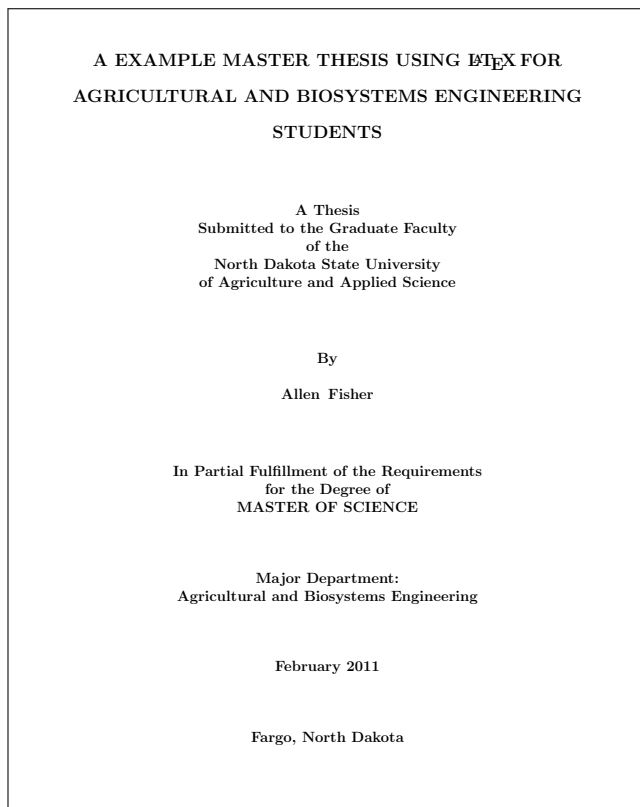 A EXAMPLE MASTER THESIS USING LATEX FOR
AGRICULTURAL AND BIOSYSTEMS ENGINEERING
STUDENTS
A Thesis
Submitted to the Graduate Faculty
of the
North Dakota State University
of Agriculture and Applied Science
By
Allen Fisher
In Partial Fulfillment of the Requirements
for the Degree of
MASTER OF SCIENCE
Major Department:
Agricultural and Biosystems Engineering
February 2011
Fargo, North Dakota